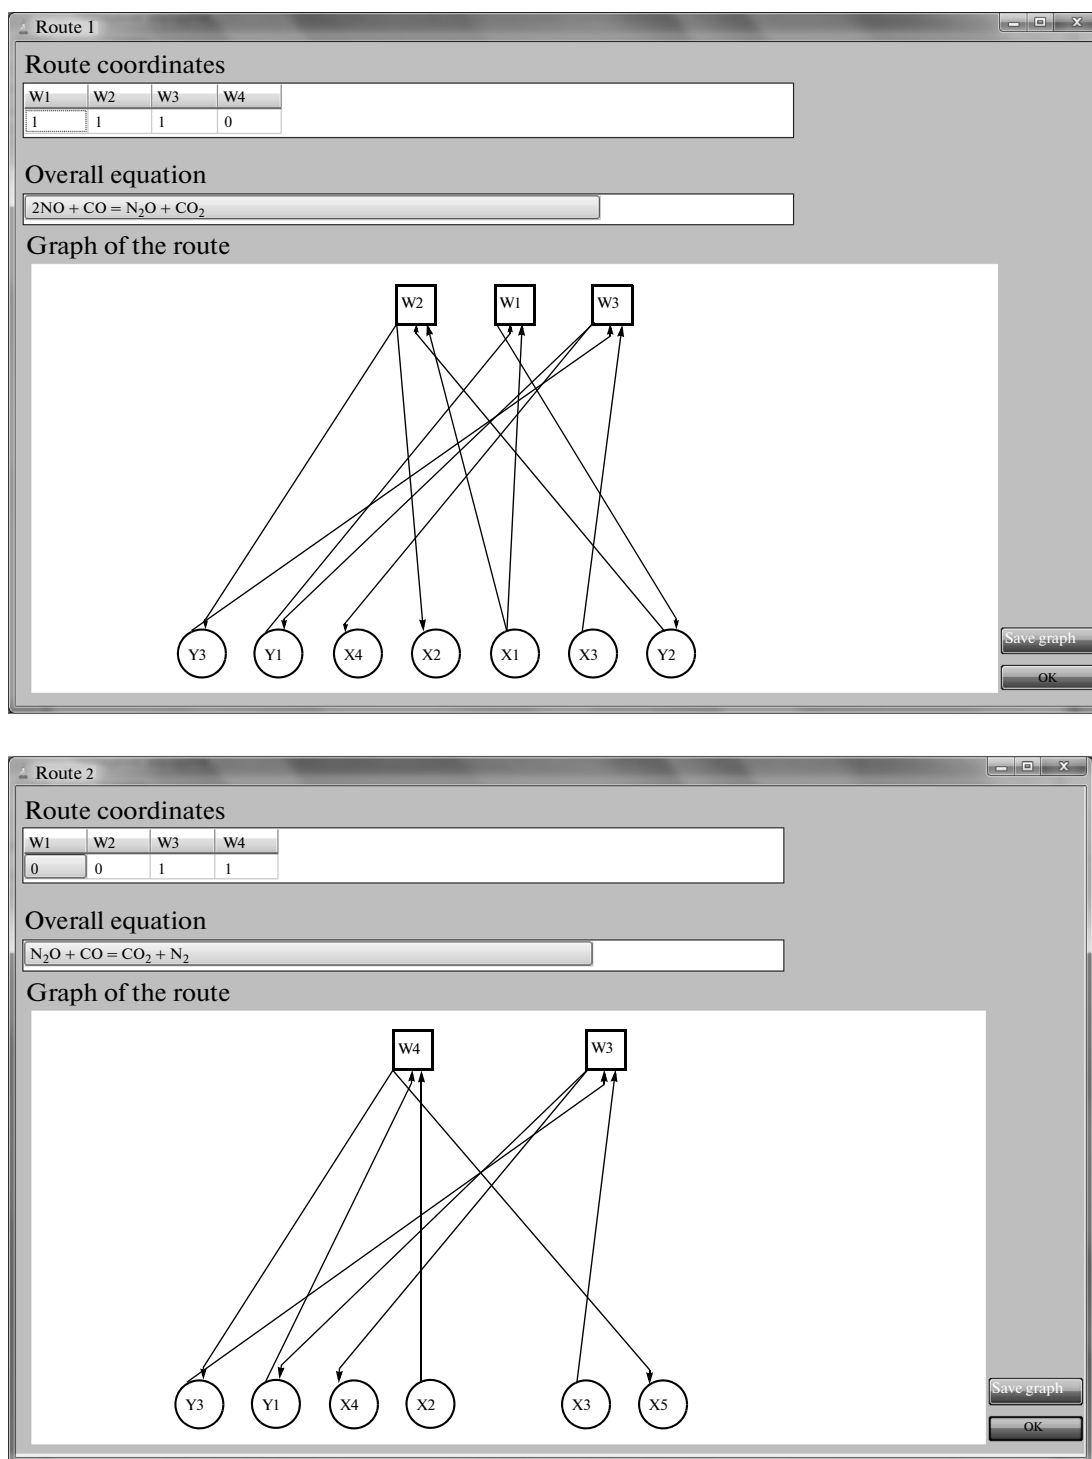 Route 1
Route coordinates
W1 W2 W3 W4
1 1 1 0
Overall equation
2NO + CO = N₂O + CO₂
Graph of the route
W2 W1 W3
Y3 Y1 X4 X2 X1 X3 Y2
Save graph
OK
Route 2
Route coordinates
W1 W2 W3 W4
0 0 1 1
Overall equation
N₂O + CO = CO₂ + N₂
Graph of the route
W4 W3
Y3 Y1 X4 X2 X3 X5
Save graph
OK